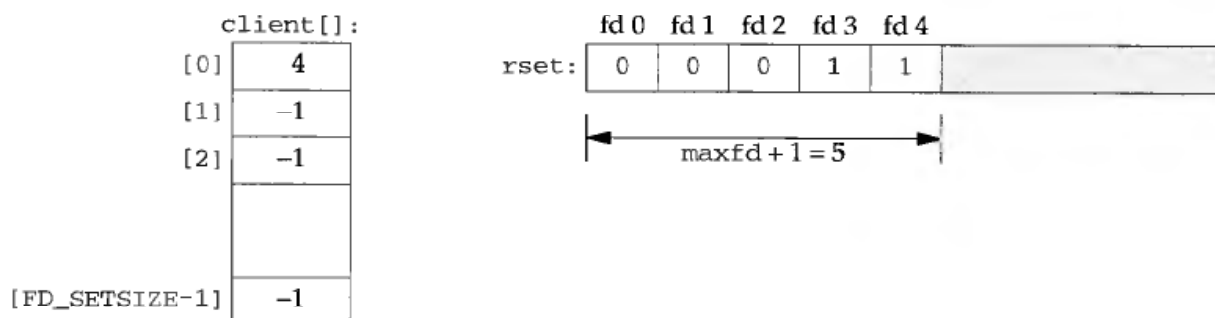 client[]:
[0] 4
[1] −1
[2] −1
[FD_SETSIZE-1] −1
fd 0 fd 1 fd 2 fd 3 fd 4
rset: 0 0 0 1 1
maxfd + 1 = 5